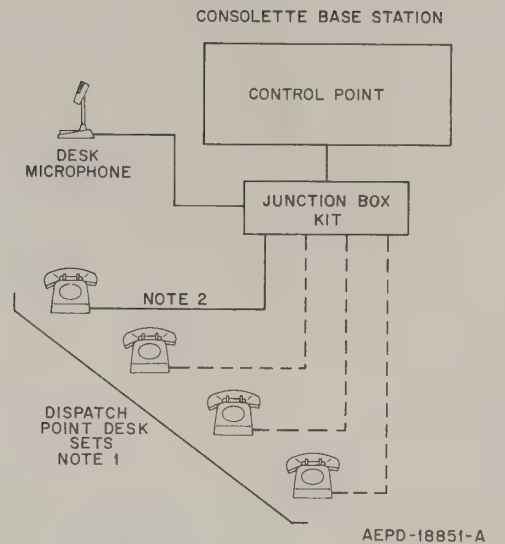 CONSOLETTE BASE STATION
CONTROL POINT
DESK
MICROPHONE
JUNCTION BOX
KIT
NOTE 2
DISPATCH
POINT DESK
SETS
NOTE 1
AEPD-18851-A